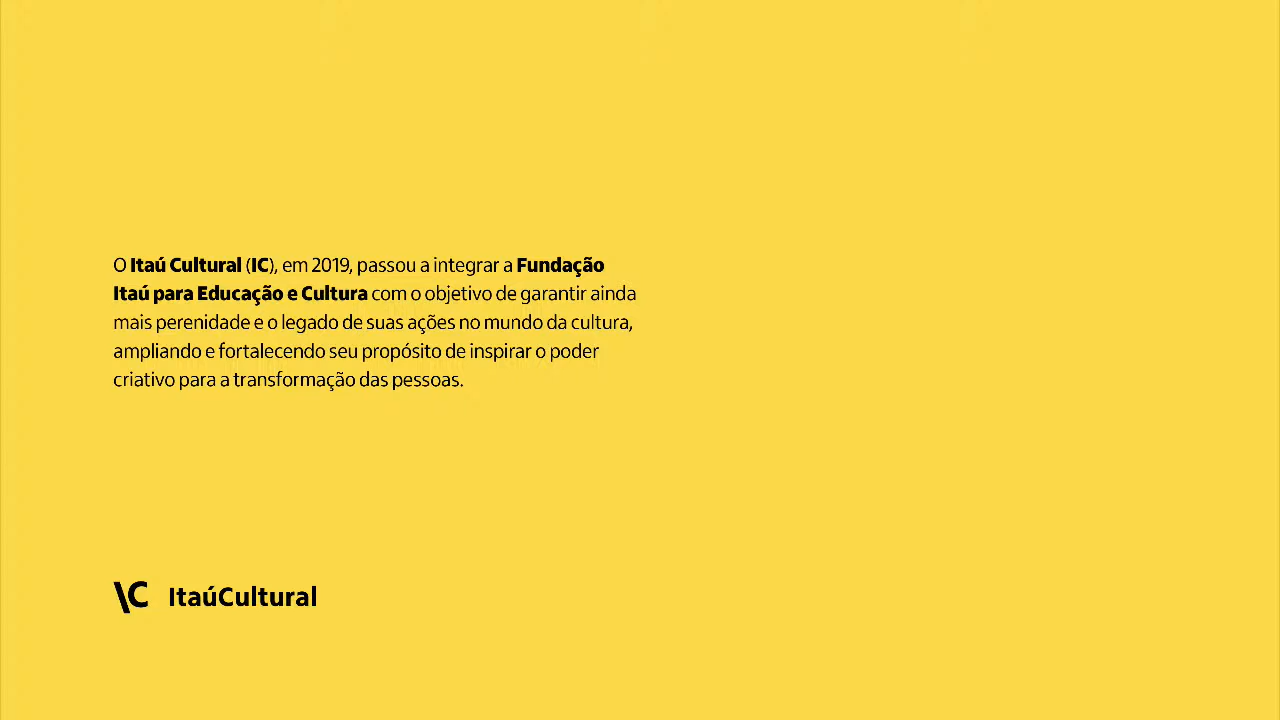 O Itaú Cultural (IC), em 2019, passou a integrar a Fundação
Itaú para Educação e Cultura com o objetivo de garantir ainda
mais perenidade e o legado de suas ações no mundo da cultura,
ampliando e fortalecendo seu propósito de inspirar o poder
criativo para a transformação das pessoas.
\C ItaúCultural